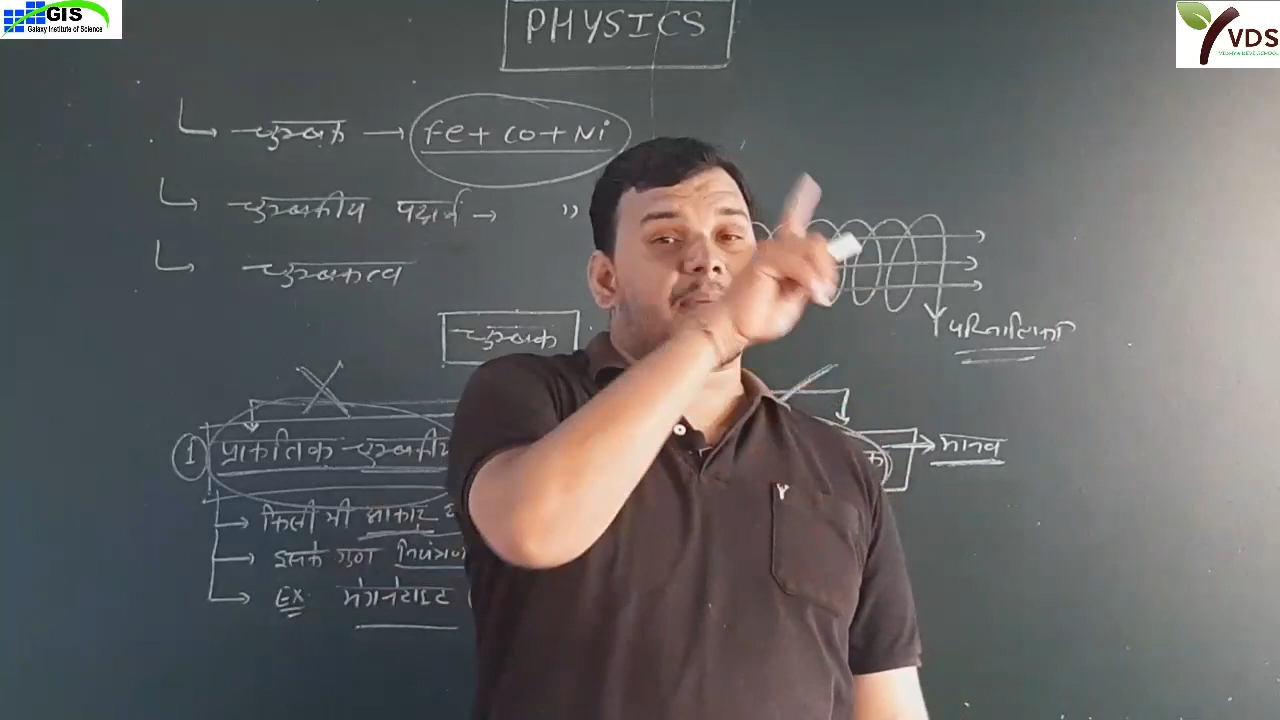 GIS
Galaxy Institute of Science
VDS
PHYSICS
चुम्बक → Fe + Co + Ni
चुम्बकीय पदार्थ → "
चुम्बकत्व
परिनालिका
चुम्बक
① प्राकृतिक चुम्बकीय
क → मानव
→ किसी भी आकार
→ इसके गुण नियंत्रण
→ Ex. मेग्नेटाइट (